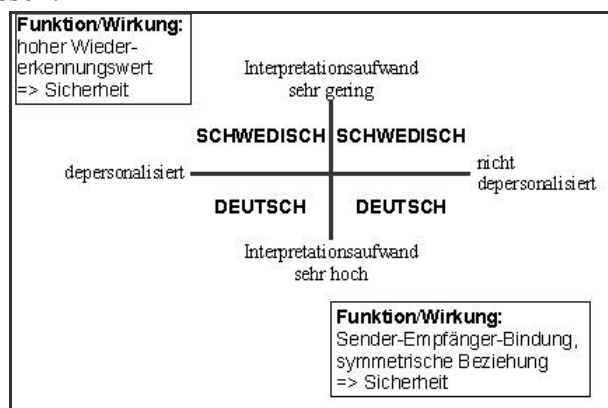 Funktion/Wirkung:
hoher Wieder-
erkennungswert
=> Sicherheit
Interpretationsaufwand
sehr gering
SCHWEDISCH SCHWEDISCH
depersonalisiert
nicht
depersonalisiert
DEUTSCH DEUTSCH
Interpretationsaufwand
sehr hoch
Funktion/Wirkung:
Sender-Empfänger-Bindung,
symmetrische Beziehung
=> Sicherheit